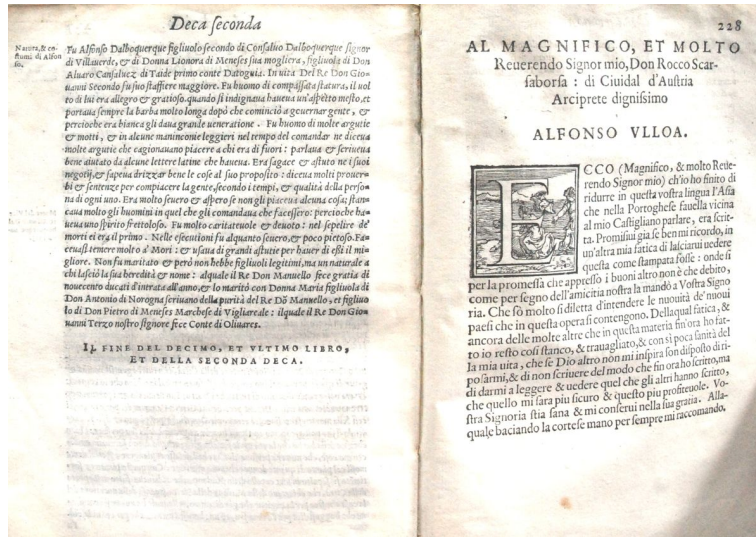 Deca seconda
Natura, & co-
stumi di Alfon
so.
Fu Alfonso Dalboquerque figliuolo secondo di Consaluo Dalboquerque signor
di Villauerde, & di Donna Lionora di Meneses sua mogliera, figliuola di Don
Aluaro Consaluez di Taide primo conte Datoguia. In uita Del Re Don Gio-
uanni Secondo fu suo staffiere maggiore. Fu huomo di compassata statura, il uol
to di lui era allegro & gratioso. quando si indignaua haueua un'aspetto mesto, et
portaua sempre la barba molto longa dopò che cominciò a gouernar gente, &
percioche era bianca gli daua grande ueneratione. Fu huomo di molte argutie
& motti, & in alcune maninconie leggieri nel tempo del comandar ne diceua
molte argutie che cagionauano piacere a chi era di fuori: parlaua & scriueua
bene aiutato da alcune lettere latine che haueua. Era sagace & astuto ne i suoi
negotij, & sapeua drizzar bene le cose al suo proposito: diceua molti prouer-
bi & sentenze per compiacere la gente, secondo i tempi, & qualità della perso-
na di ogni uno. Era molto seuero & aspero se non gli piaceua alcuna cosa; stan-
caua molto gli huomini in quel che gli comandaua che facessero: percioche ha-
ueua uno spirito frettoloso. Fu molto caritateuole & deuoto: nel sepelire de'
morti ei era il primo. Nelle essecutioni fu alquanto seuero, & poco pietoso. Fa-
ceuasi temere molto a' Mori: & usaua di grandi astutie per hauer di essi il mi-
gliore. Non fu maritato & però non hebbe figliuoli legitimi, ma un naturale a
chi lasciò la sua heredità & nome: alquale il Re Don Manuello fece gratia di
nouecento ducati d'intrata all'anno, & lo maritò con Donna Maria figliuola di
Don Antonio di Norogna scriuano della purità del Re Dō Manuello, et figliuo
lo di Don Pietro di Meneses Marchese di Vigliareale: ilquale il Re Don Gio-
uanni Terzo nostro signore fece Conte di Oliuares.
IL FINE DEL DECIMO, ET VLTIMO LIBRO,
ET DELLA SECONDA DECA.
228
AL MAGNIFICO, ET MOLTO
Reuerendo Signor mio, Don Rocco Scar-
saborsa: di Ciuidal d'Austria
Arciprete dignissimo
ALFONSO VLLOA.
ECCO (Magnifico, & molto Reue-
rendo Signor mio) ch'io ho finito di
ridurre in questa vostra lingua l'Asia
che nella Portoghese fauella vicina
al mio Castigliano parlare, era scrit-
ta. Promisiui gia se ben mi ricordo, in
un'altra mia fatica di lasciarui uedere
questa come stampata fosse: onde si
per la promessa che appresso i buoni altro non è che debito,
come per segno dell'amicitia nostra la mandò a Vostra Signo
ria. Che sò molto si diletta d'intendere le nuouità de' nuoui
paesi che in questa opera si contengono. Della qual fatica, &
ancora delle molte altre che in questa materia fin'ora ho fat-
to io resto così stanco, & trauagliato, & con sì poca sanità del
la mia uita, che se Dio altro non mi inspira son disposto di ri-
posarmi, & di non scriuere del modo che fin ora ho scritto, ma
di darmi a leggere & uedere quel che gli altri hanno scritto,
che quello mi sara piu sicuro & questo piu profiteuole. Vo-
stra Signoria stia sana & mi conserui nella sua gratia. Alla-
quale baciando la cortese mano per sempre mi raccomando.